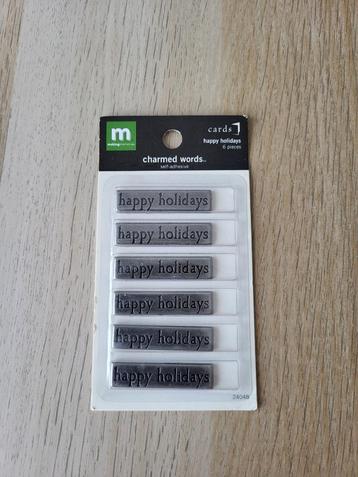 m
making memories
cards
happy holidays
6 pieces
charmed words™
self-adhesive
happy holidays
happy holidays
happy holidays
happy holidays
happy holidays
happy holidays
24048